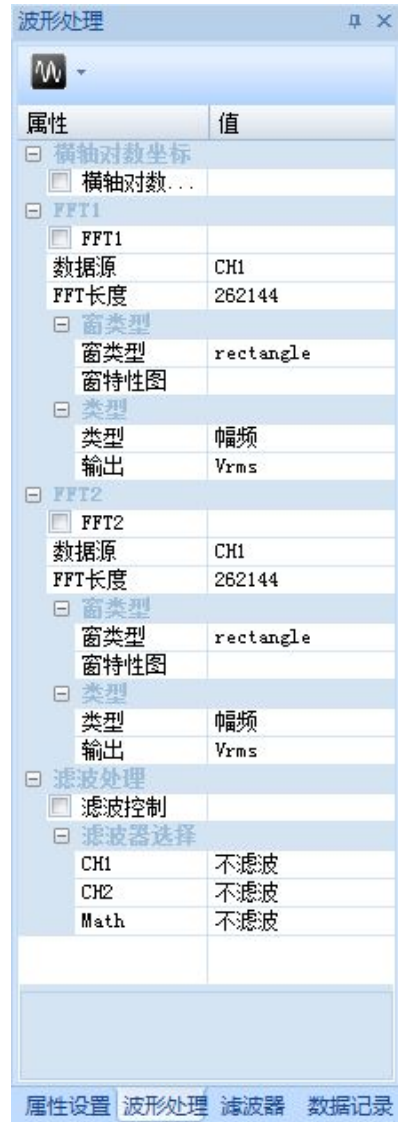 波形处理
属性 值
横轴对数坐标
横轴对数...
FFT1
FFT1
数据源 CH1
FFT长度 262144
窗类型
窗类型 rectangle
窗特性图
类型
类型 幅频
输出 Vrms
FFT2
FFT2
数据源 CH1
FFT长度 262144
窗类型
窗类型 rectangle
窗特性图
类型
类型 幅频
输出 Vrms
滤波处理
滤波控制
滤波器选择
CH1 不滤波
CH2 不滤波
Math 不滤波
属性设置 波形处理 滤波器 数据记录